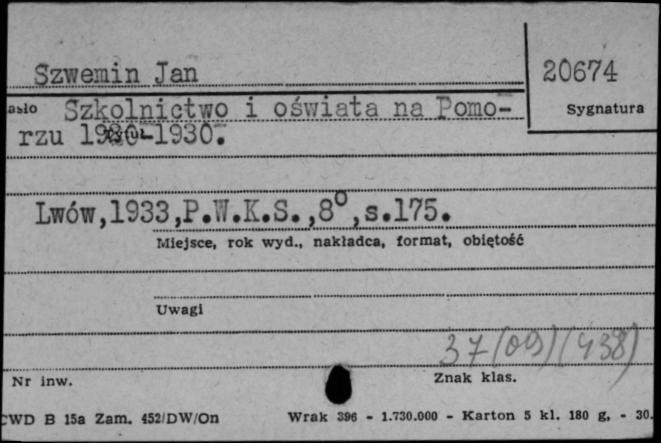 Szwemin Jan
20674
Sygnatura
asło Szkolnictwo i oświata na Pomo-
rzu 1920-1930.
Lwów,1933,P.W.K.S.,8°,s.175.
Miejsce, rok wyd., nakładca, format, objętość
Uwagi
37(09)(438)
Nr inw.
Znak klas.
CWD B 15a Zam. 452/DW/On Wrak 396 - 1.730.000 - Karton 5 kl. 180 g. - 30.